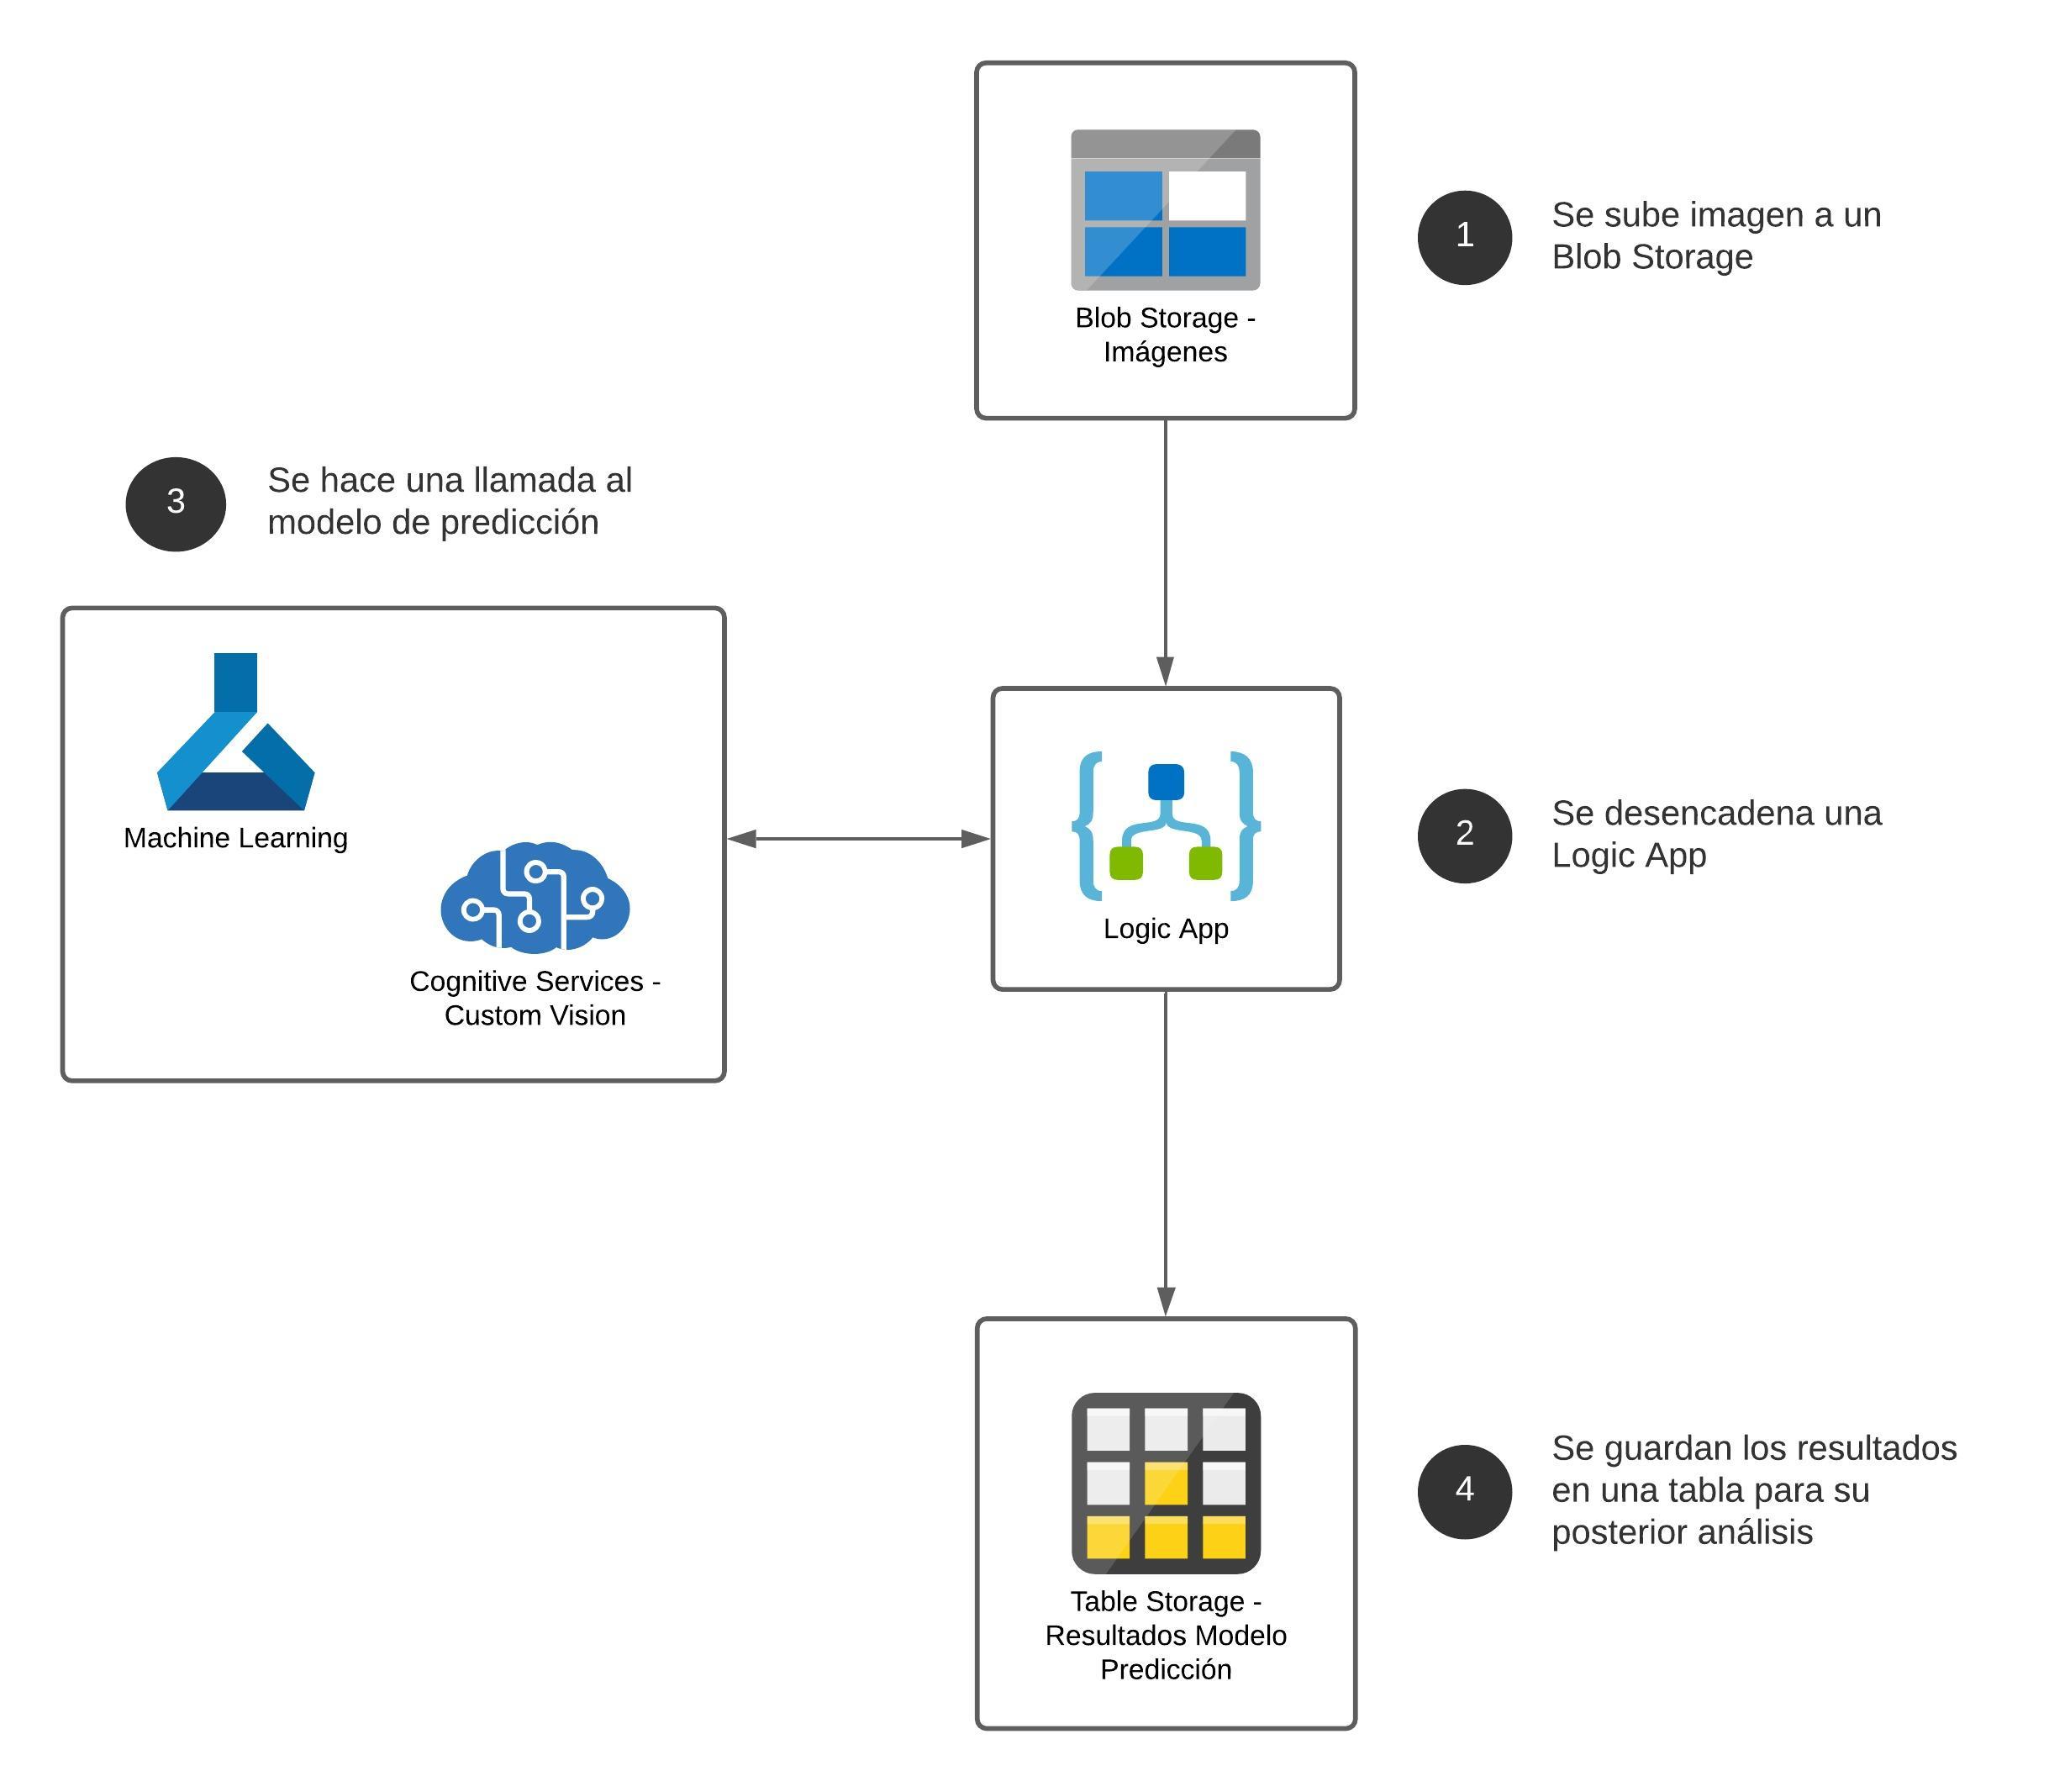 Blob Storage -
Imágenes
1
Se sube imagen a un
Blob Storage
3
Se hace una llamada al
modelo de predicción
Machine Learning
Cognitive Services -
Custom Vision
Logic App
2
Se desencadena una
Logic App
Table Storage -
Resultados Modelo
Predicción
4
Se guardan los resultados
en una tabla para su
posterior análisis